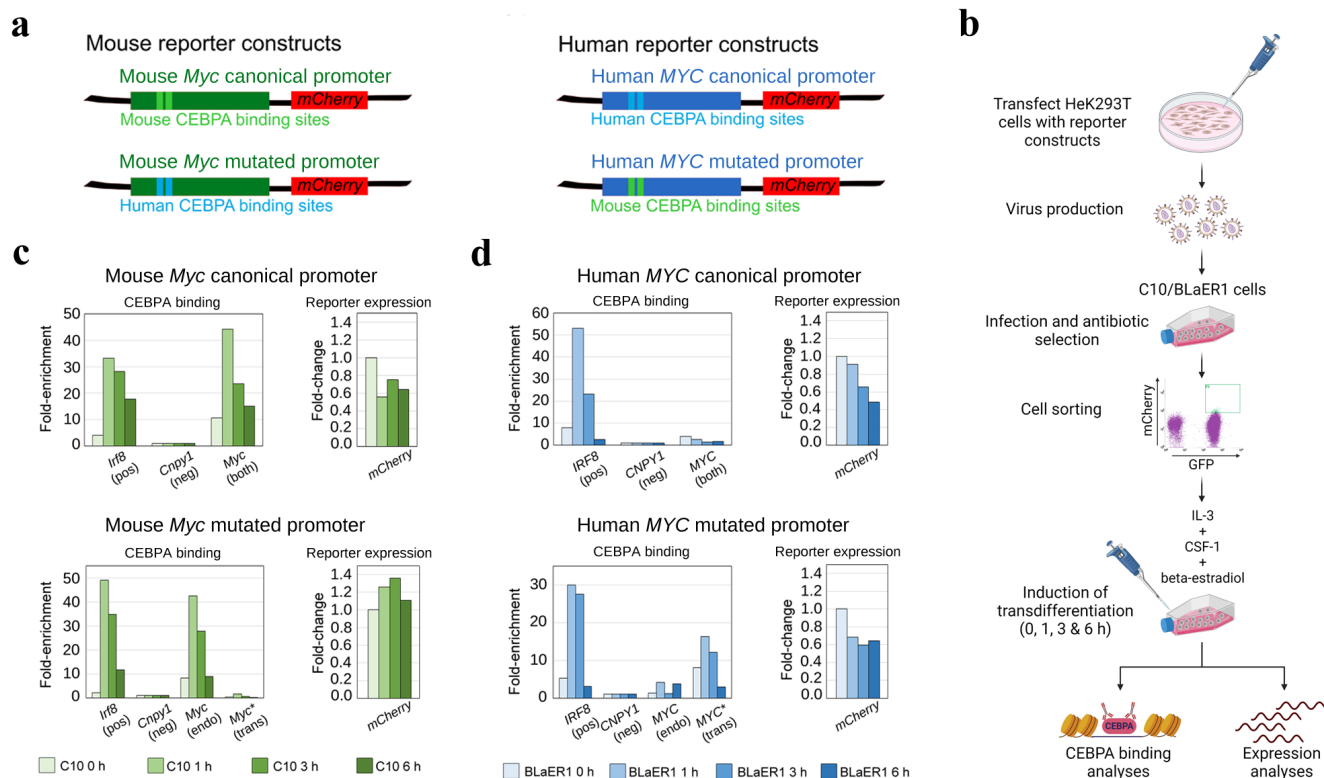 a
Mouse reporter constructs
Mouse Myc canonical promoter
mCherry
Mouse CEBPA binding sites
Mouse Myc mutated promoter
mCherry
Human CEBPA binding sites
Human reporter constructs
Human MYC canonical promoter
mCherry
Human CEBPA binding sites
Human MYC mutated promoter
mCherry
Mouse CEBPA binding sites
b
Transfect HeK293T
cells with reporter
constructs
Virus production
C10/BLaER1 cells
Infection and antibiotic
selection
Cell sorting
mCherry
GFP
IL-3
+
CSF-1
+
beta-estradiol
Induction of
transdifferentiation
(0, 1, 3 & 6 h)
CEBPA
CEBPA binding
analyses
Expression
analyses
c
Mouse Myc canonical promoter
CEBPA binding
Fold-enrichment
50
40
30
20
10
0
Irf8
(pos)
Cnpy1
(neg)
Myc
(both)
Reporter expression
Fold-change
1.4
1.2
1.0
0.8
0.6
0.4
0.2
0.0
mCherry
Mouse Myc mutated promoter
CEBPA binding
Fold-enrichment
50
40
30
20
10
0
Irf8
(pos)
Cnpy1
(neg)
Myc
(endo)
Myc*
(trans)
Reporter expression
Fold-change
1.4
1.2
1.0
0.8
0.6
0.4
0.2
0.0
mCherry
C10 0 h
C10 1 h
C10 3 h
C10 6 h
d
Human MYC canonical promoter
CEBPA binding
Fold-enrichment
60
50
40
30
20
10
0
IRF8
(pos)
CNPY1
(neg)
MYC
(both)
Reporter expression
Fold-change
1.4
1.2
1.0
0.8
0.6
0.4
0.2
0.0
mCherry
Human MYC mutated promoter
CEBPA binding
Fold-enrichment
30
20
10
0
IRF8
(pos)
CNPY1
(neg)
MYC
(endo)
MYC*
(trans)
Reporter expression
Fold-change
1.4
1.2
1.0
0.8
0.6
0.4
0.2
0.0
mCherry
BLaER1 0 h
BLaER1 1 h
BLaER1 3 h
BLaER1 6 h